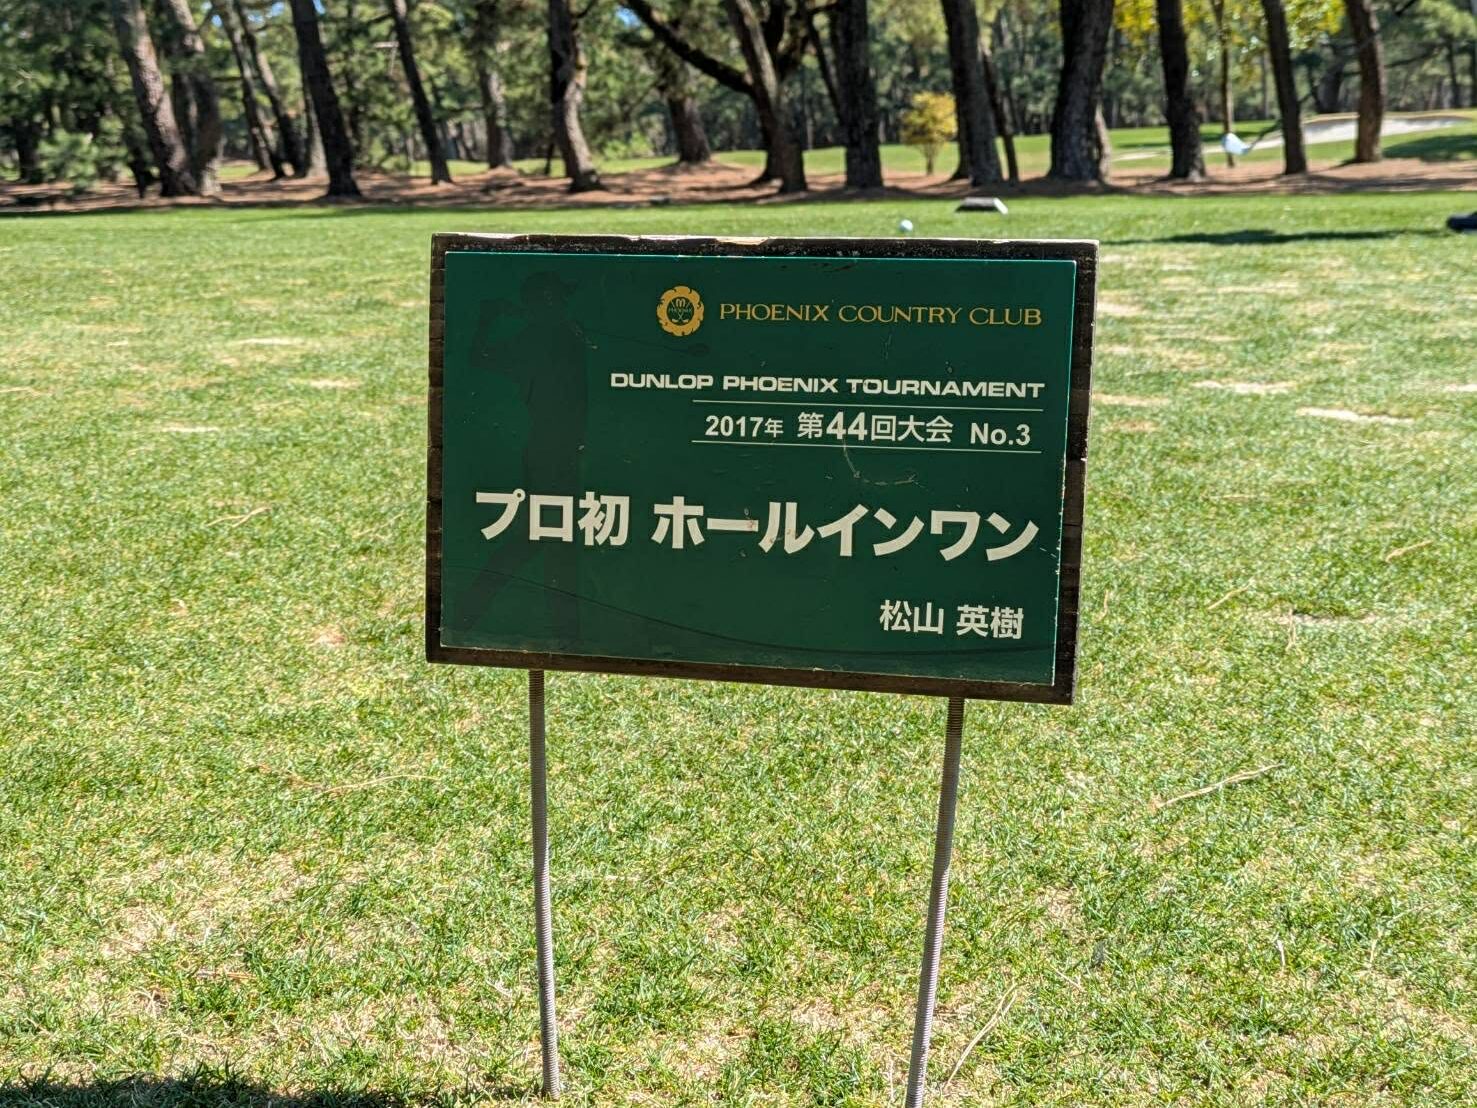 PHOENIX COUNTRY CLUB
DUNLOP PHOENIX TOURNAMENT
2017年 第44回大会 No.3
プロ初 ホールインワン
松山 英樹